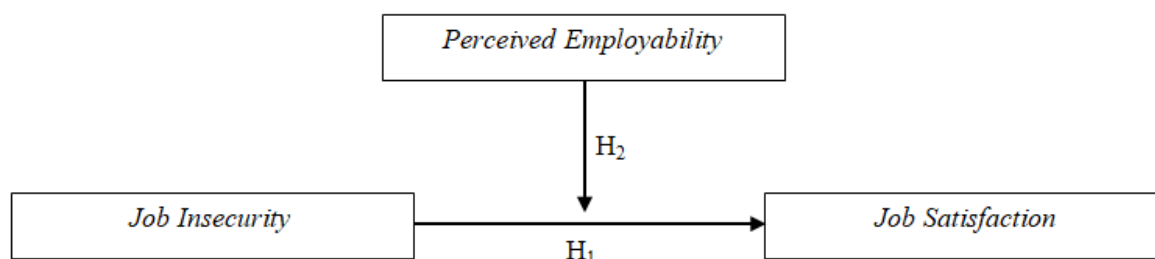 Perceived Employability
H₂
Job Insecurity
Job Satisfaction
H₁